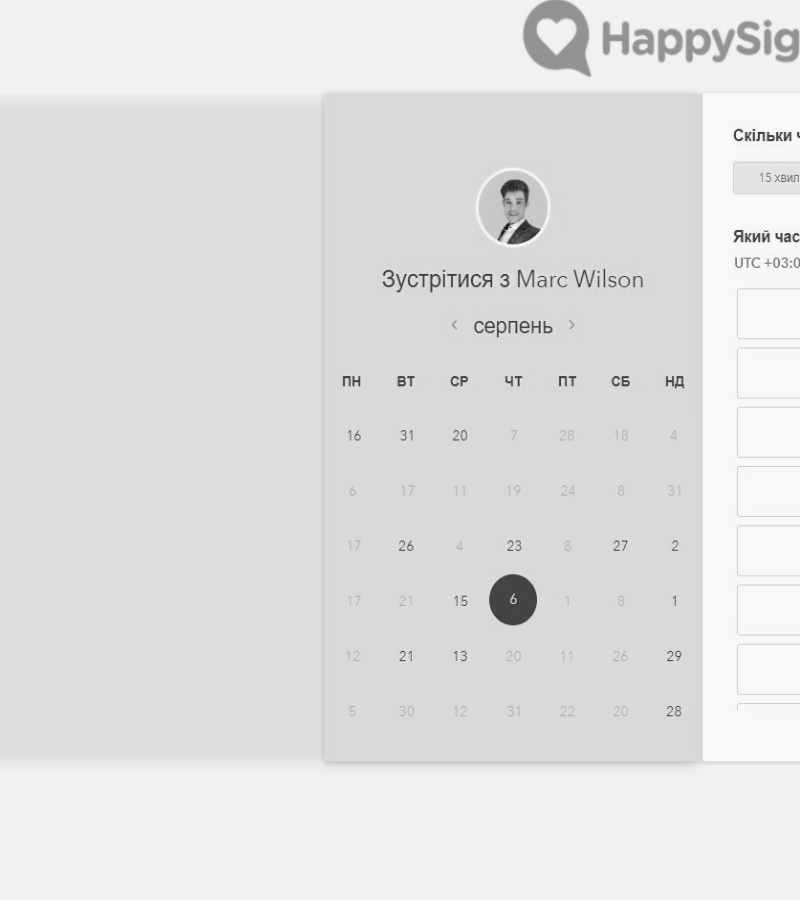 HappySig
Зустрітися з Marc Wilson
‹ серпень ›
ПН ВТ СР ЧТ ПТ СБ НД
16 31 20 7 28 18 4
6 17 11 19 24 8 31
17 26 4 23 8 27 2
17 21 15 6 1 8 1
12 21 13 20 11 26 29
5 30 12 31 22 20 28
Скільки ч
15 хвил
Який час
UTC +03:0